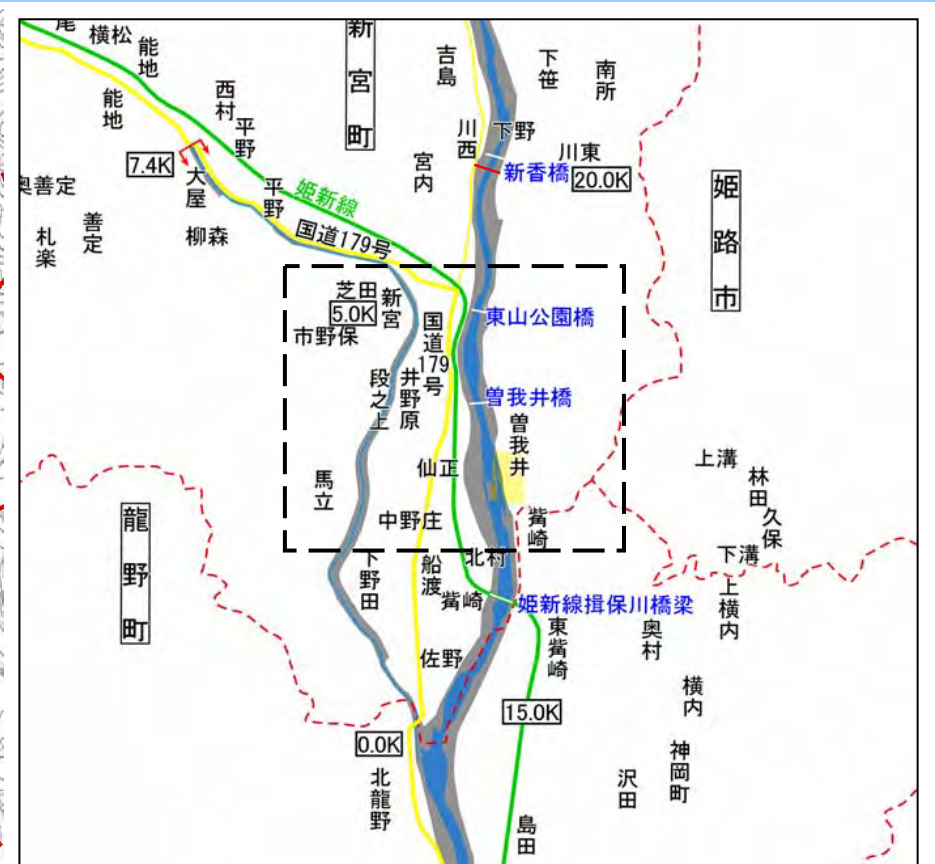 尾
横松
能地
能地
西村
平野
新宮町
吉島
下笹
南所
川西
下野
川東
新香橋
20.0K
宮内
7.4K
大屋
平野
姫新線
国道179号
奥善定
善定
札楽
柳森
姫路市
芝田
新宮
5.0K
市野保
国道179号
東山公園橋
段之上
井野原
曽我井橋
曽我井
仙正
馬立
中野庄
觜崎
上溝
林田
久保
下溝
龍野町
下野田
船渡
北村
觜崎
姫新線揖保川橋梁
東觜崎
奥村
上横内
佐野
横内
15.0K
0.0K
神岡町
沢田
北龍野
島田